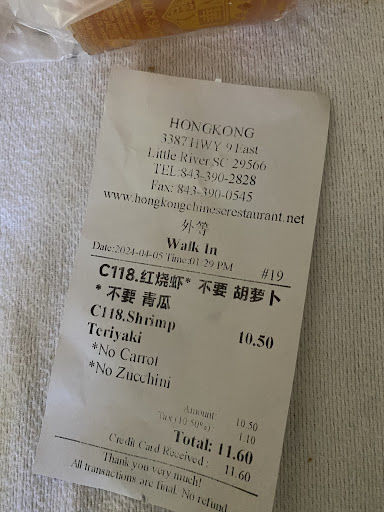 HONGKONG
3387 HWY 9 East
Little River SC 29566
TEL:843-390-2828
Fax: 843-390-0545
www.hongkongchineserestaurant.net
外等
Walk In
Date:2024-04-05 Time:01:29 PM #19
C118.红烧虾* 不要 胡萝卜
* 不要 青瓜
C118.Shrimp 10.50
Teriyaki
*No Carrot
*No Zucchini
Amount 10.50
Tax (10.50%) 1.10
Total: 11.60
Credit Card Received : 11.60
Thank you very much!
All transactions are final. No refund